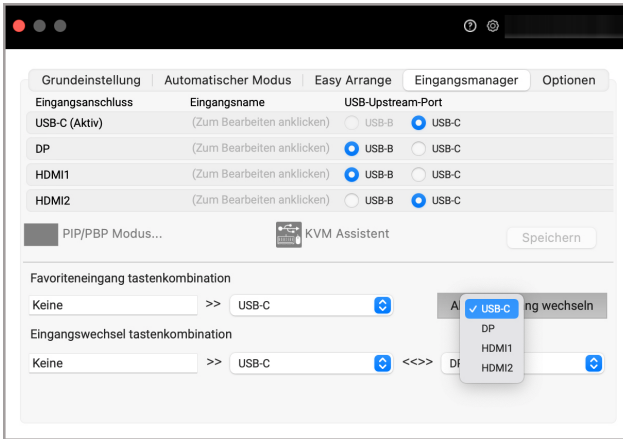 Grundeinstellung Automatischer Modus Easy Arrange Eingangsmanager Optionen
Eingangsanschluss Eingangsname USB-Upstream-Port
USB-C (Aktiv) (Zum Bearbeiten anklicken) USB-B USB-C
DP (Zum Bearbeiten anklicken) USB-B USB-C
HDMI1 (Zum Bearbeiten anklicken) USB-B USB-C
HDMI2 (Zum Bearbeiten anklicken) USB-B USB-C
PIP/PBP Modus... KVM Assistent Speichern
Favoriteneingang tastenkombination
Keine >> USB-C ng wechseln
✓ USB-C
DP
HDMI1
HDMI2
Eingangswechsel tastenkombination
Keine >> USB-C <<>>